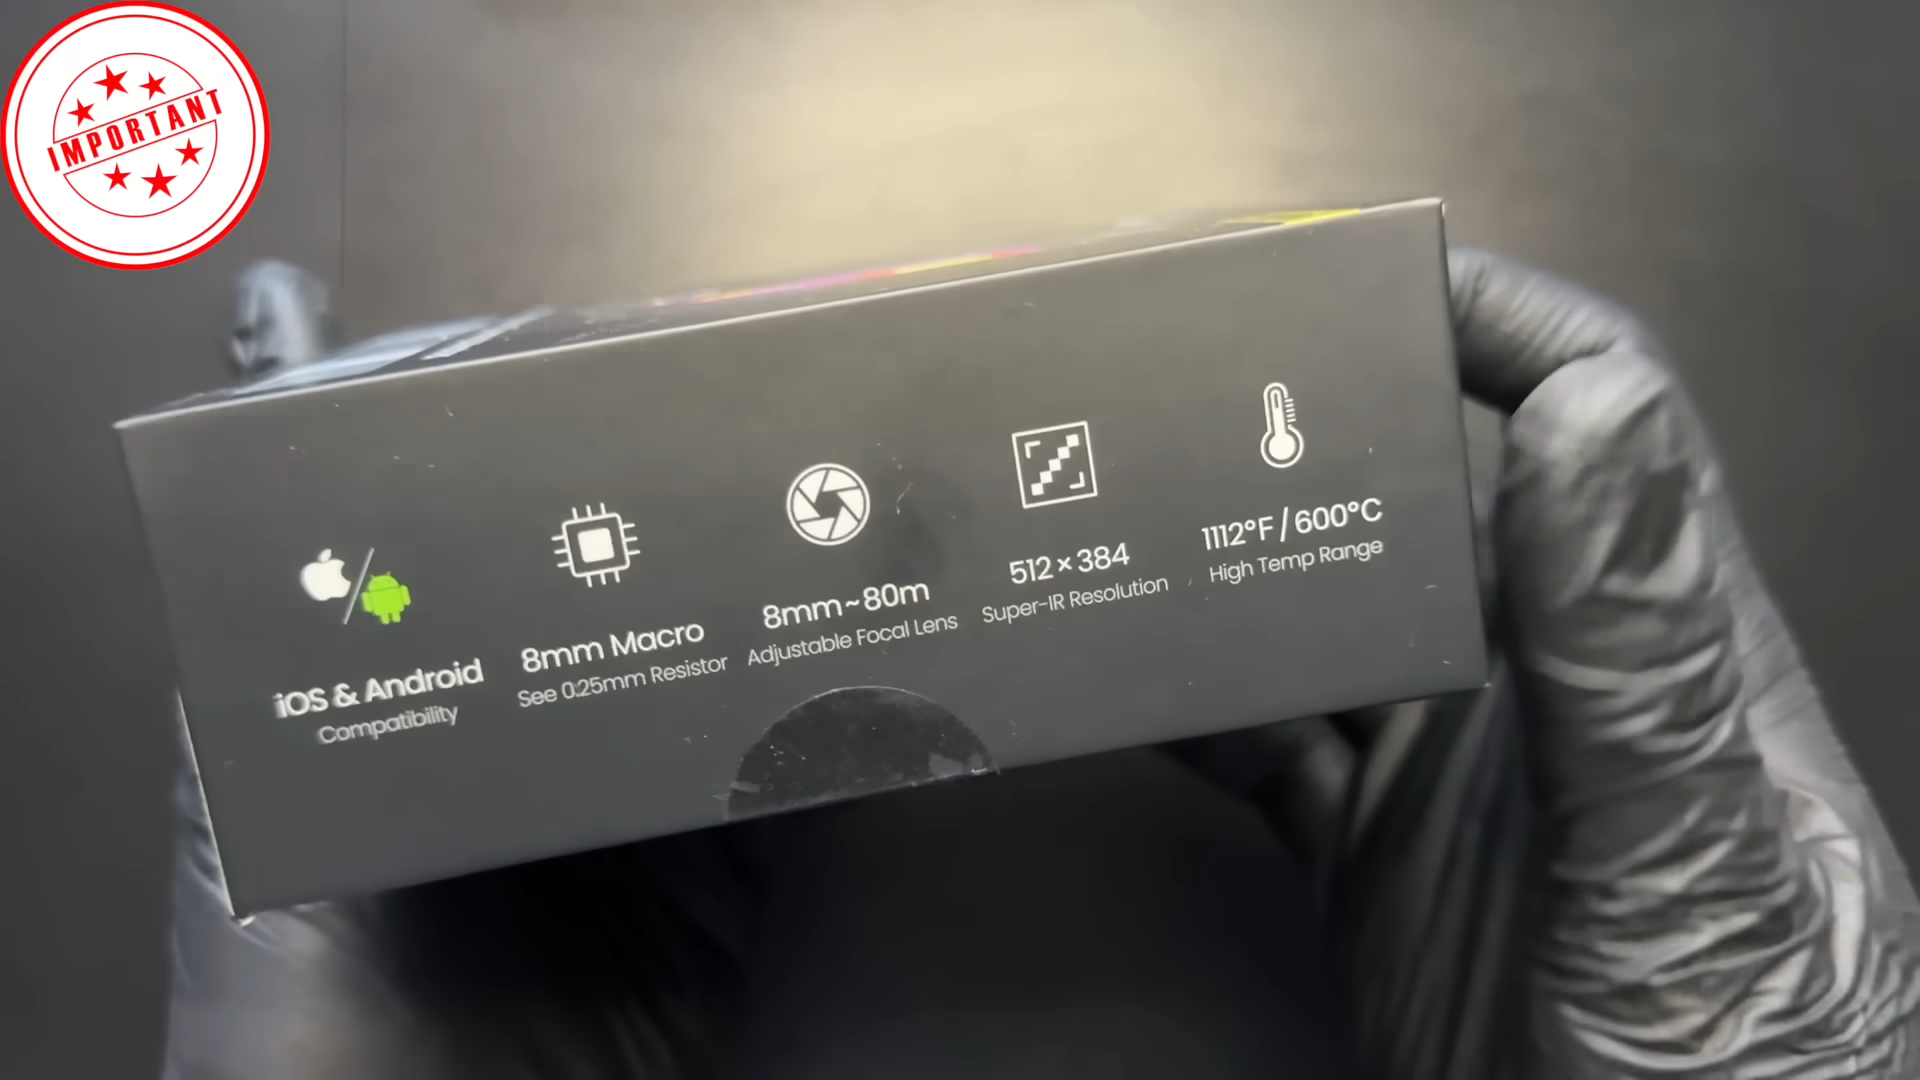 IMPORTANT
iOS & Android
Compatibility
8mm Macro
See 0.25mm Resistor
8mm~80m
Adjustable Focal Lens
512×384
Super-IR Resolution
1112°F / 600°C
High Temp Range